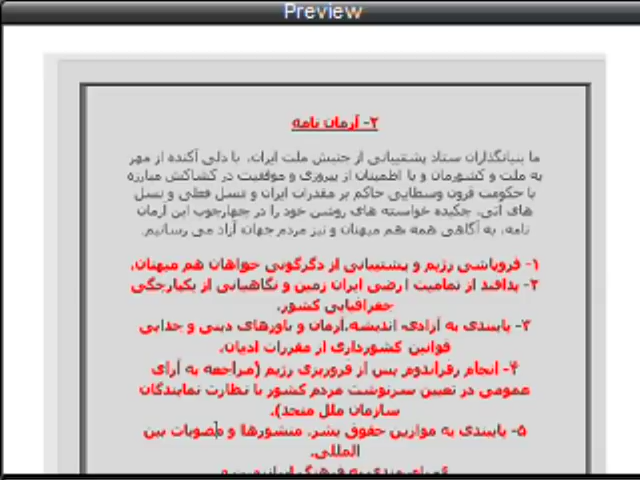 Preview
۲- آرمان نامه
ما بنیانگذاران ستاد پشتیبانی از جنبش ملت ایران، با دلی آکنده از مهر
به ملت و کشورمان و با اطمینان از پیروزی و موفقیت در کشاکش مبارزه
با حکومت قرون وسطایی حاکم بر مقدرات ایران و نسل فعلی و نسل
های آتی، چکیده خواسته های روشن خود را در چهارچوب این آرمان
نامه، به آگاهی همه هم میهنان و نیز مردم جهان آزاد می رسانیم.
۱- فروپاشی رژیم و پشتیبانی از دگرگونی خواهان هم میهنان.
۲- پدافند از تمامیت ارضی ایران زمین و نگاهبانی از یکپارچگی
جغرافیایی کشور.
۳- پایبندی به آزادی اندیشه،آرمان و باورهای دینی و جدایی
قوانین کشورداری از مقررات ادیان.
۴- انجام رفراندوم پس از فروریزی رژیم (مراجعه به آرای
عمومی در تعیین سرنوشت مردم کشور با نظارت نمایندگان
سازمان ملل متحد).
۵- پایبندی به موازین حقوق بشر، منشورها و مصوبات بین
المللی.